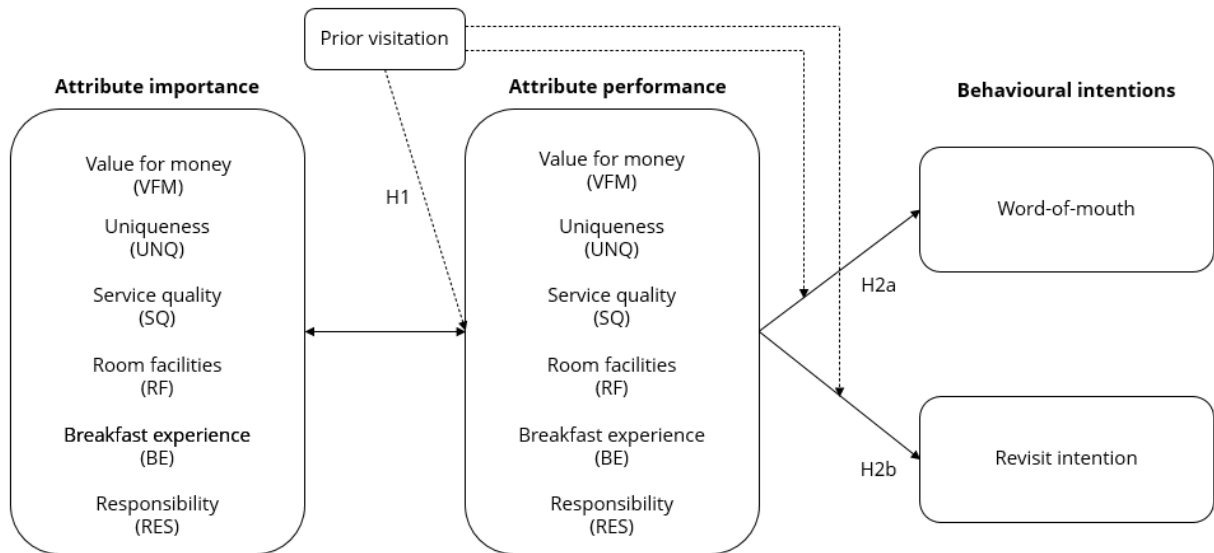 Prior visitation
Attribute importance
Value for money
(VFM)
Uniqueness
(UNQ)
Service quality
(SQ)
Room facilities
(RF)
Breakfast experience
(BE)
Responsibility
(RES)
H1
Attribute performance
Value for money
(VFM)
Uniqueness
(UNQ)
Service quality
(SQ)
Room facilities
(RF)
Breakfast experience
(BE)
Responsibility
(RES)
H2a
H2b
Behavioural intentions
Word-of-mouth
Revisit intention